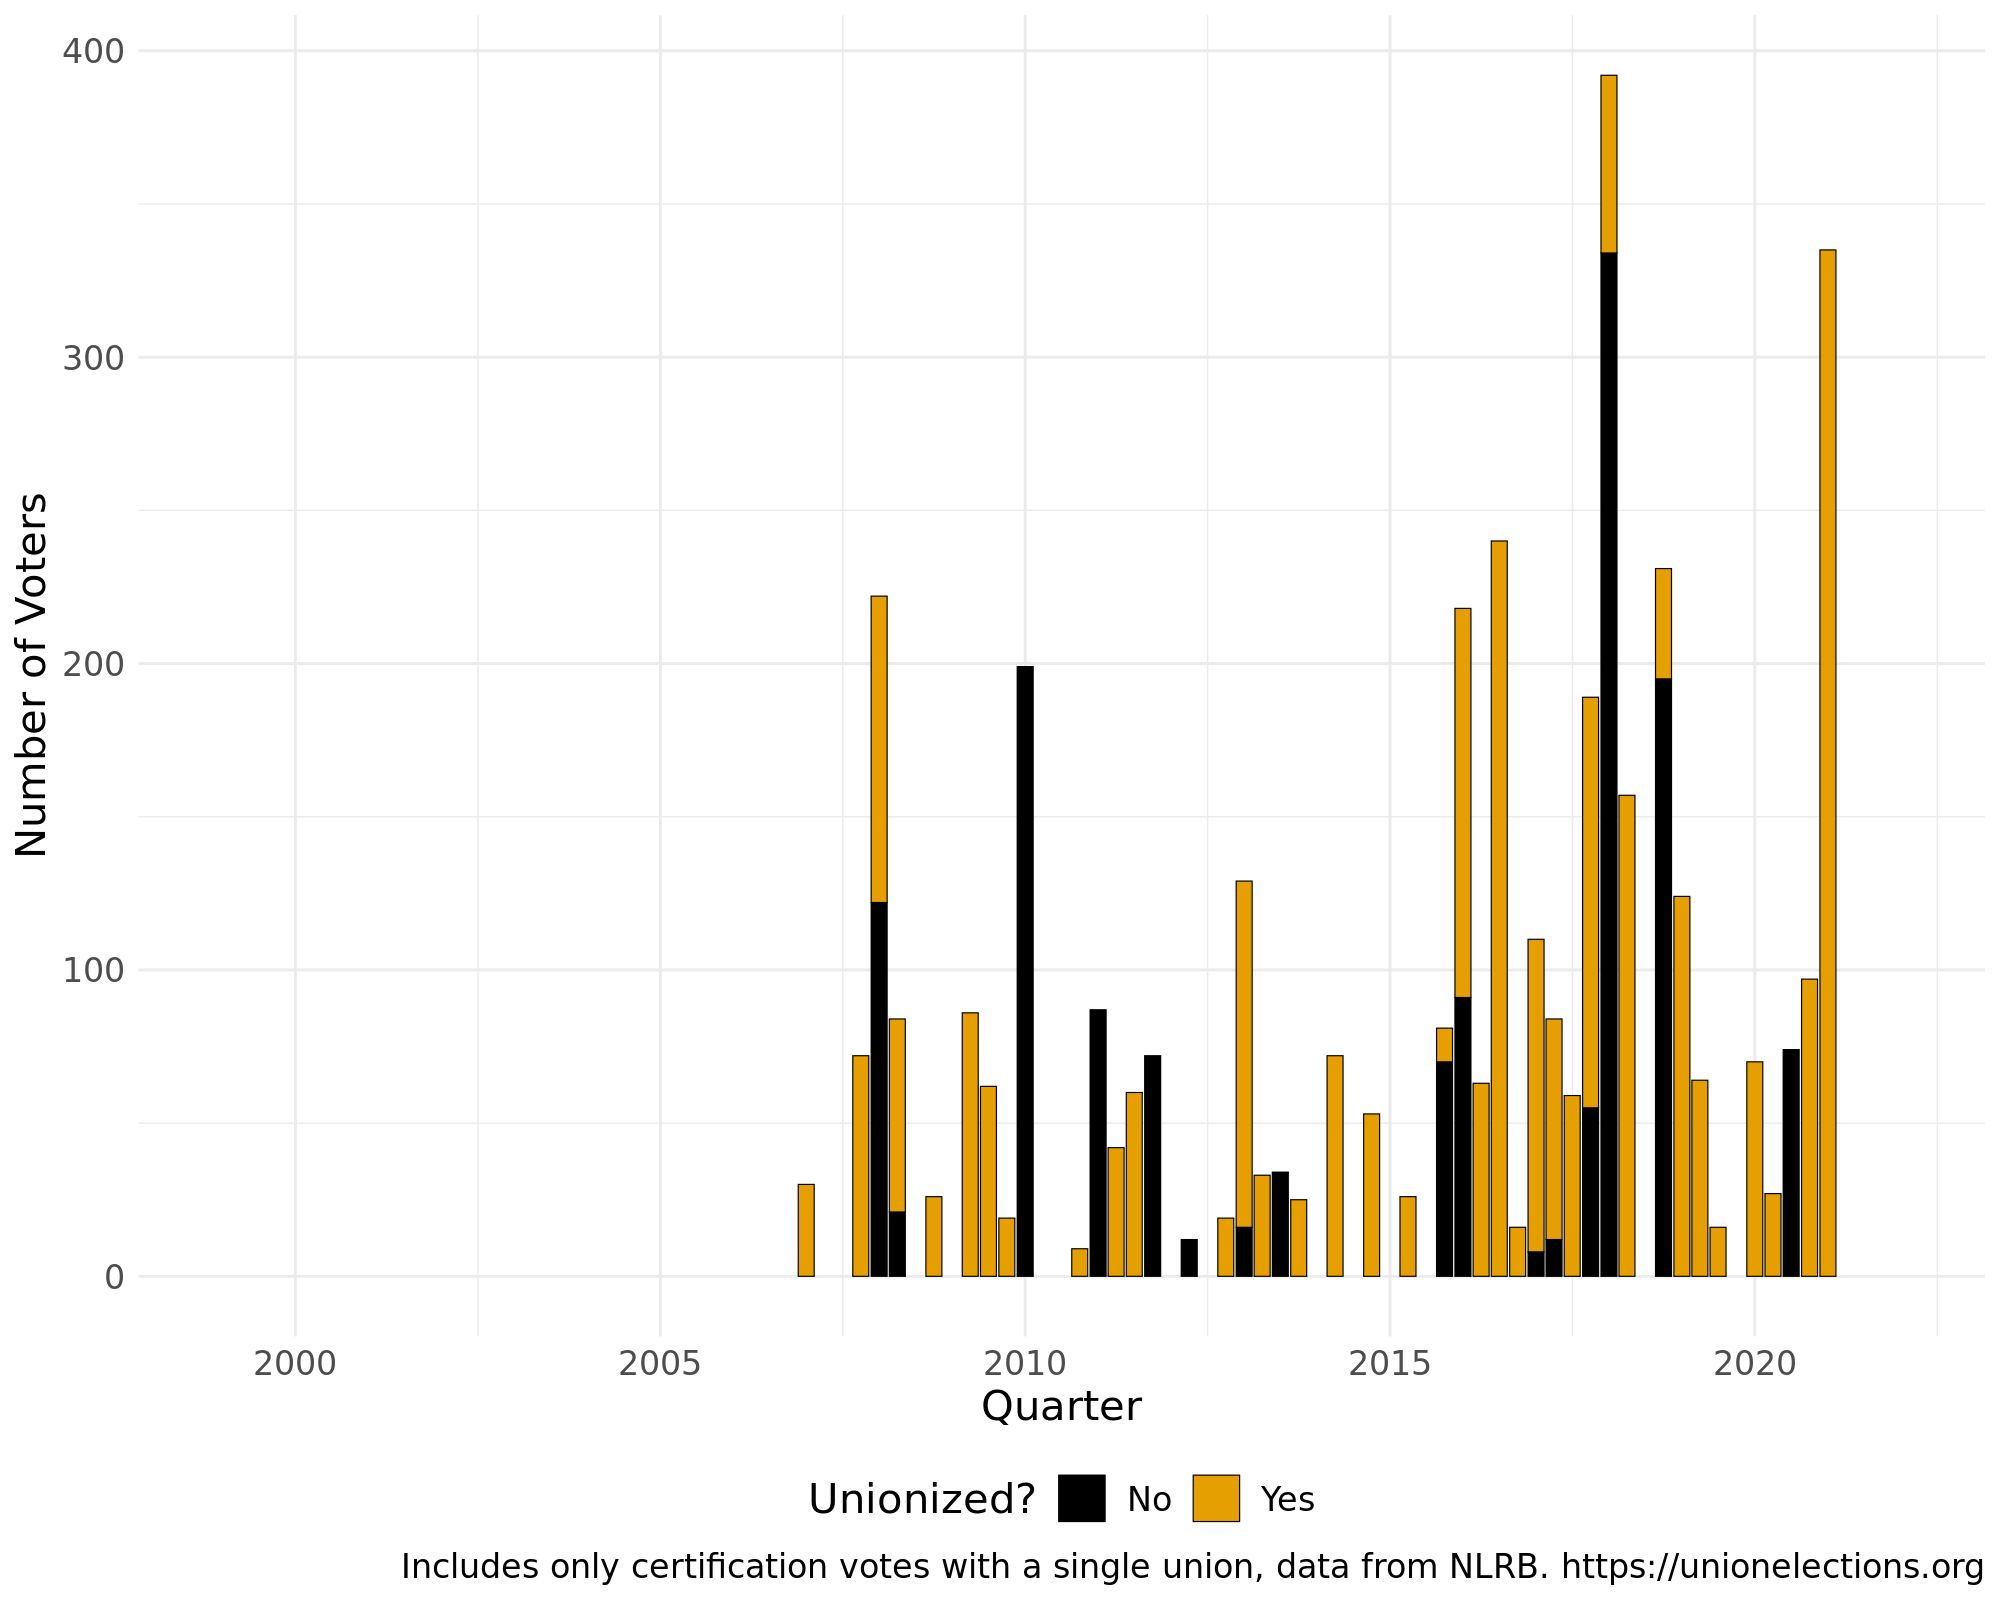 400
300
200
100
0
Number of Voters
2000 2005 2010 2015 2020
Quarter
Unionized? No Yes
Includes only certification votes with a single union, data from NLRB. https://unionelections.org